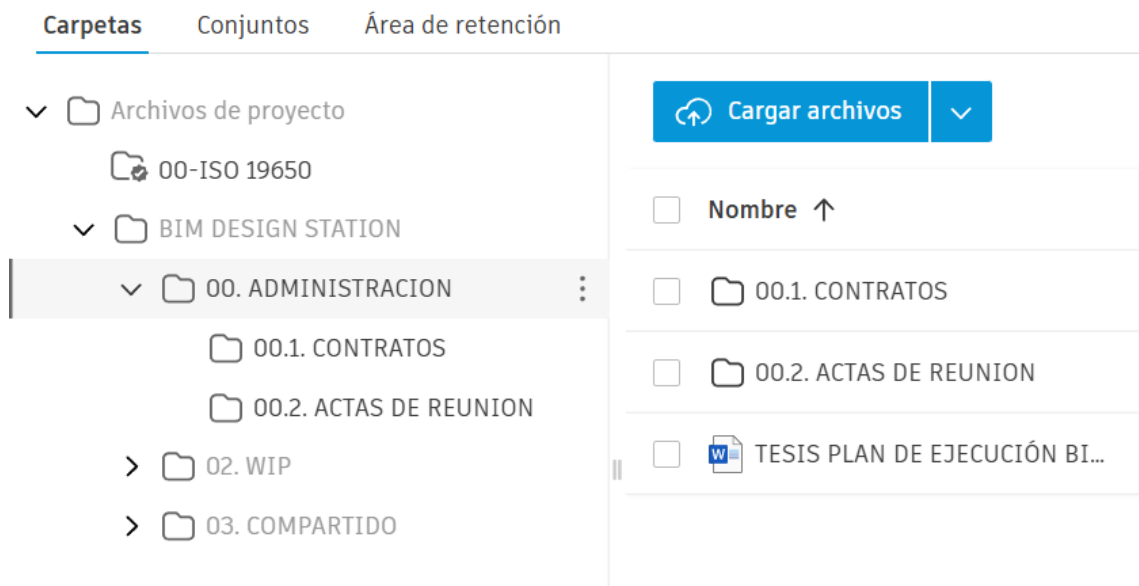 Carpetas Conjuntos Área de retención
Archivos de proyecto
00-ISO 19650
BIM DESIGN STATION
00. ADMINISTRACION
00.1. CONTRATOS
00.2. ACTAS DE REUNION
02. WIP
03. COMPARTIDO
Cargar archivos
Nombre
00.1. CONTRATOS
00.2. ACTAS DE REUNION
W TESIS PLAN DE EJECUCIÓN BI...